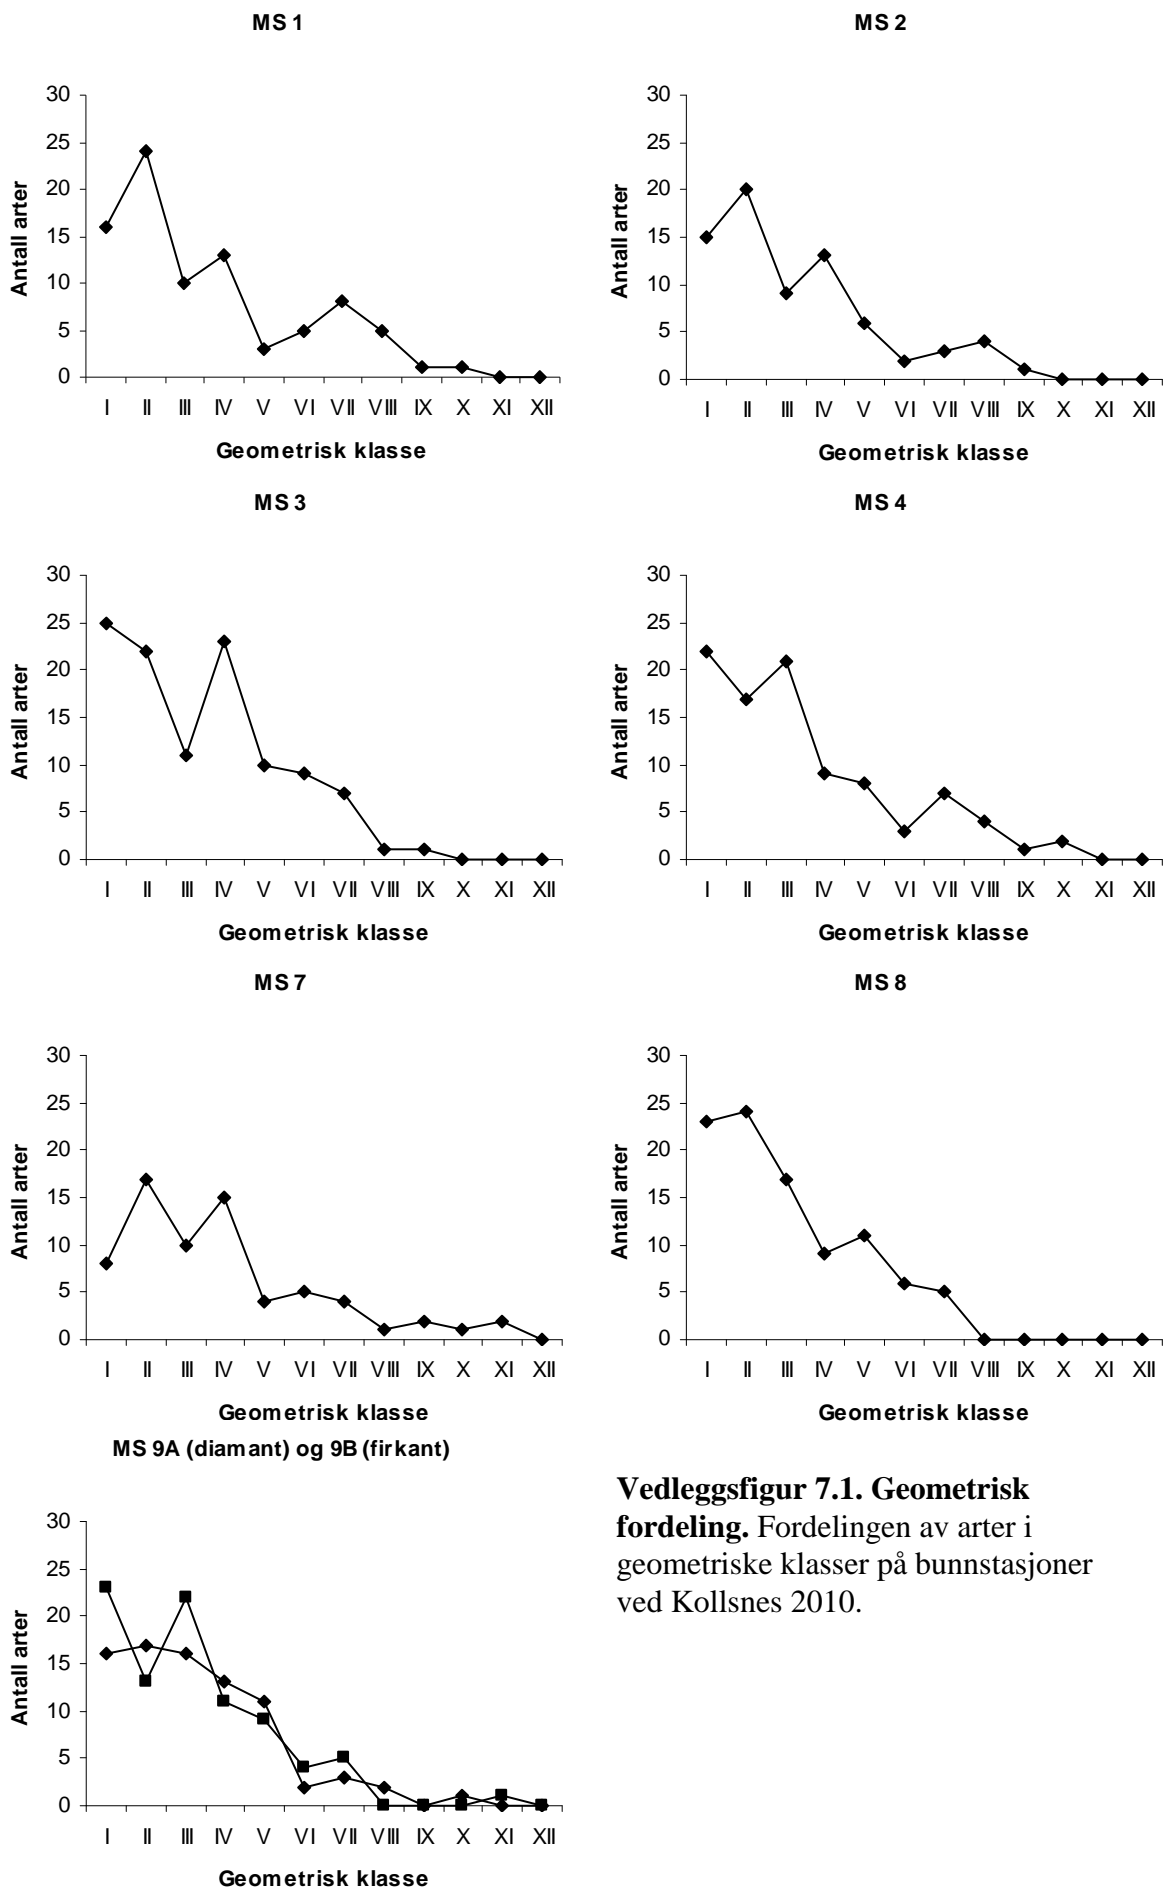 MS 1
30
25
20
15
10
5
0
Antall arter
I II III IV V VI VII VIII IX X XI XII
Geometrisk klasse
MS 2
30
25
20
15
10
5
0
Antall arter
I II III IV V VI VII VIII IX X XI XII
Geometrisk klasse
MS 3
30
25
20
15
10
5
0
Antall arter
I II III IV V VI VII VIII IX X XI XII
Geometrisk klasse
MS 4
30
25
20
15
10
5
0
Antall arter
I II III IV V VI VII VIII IX X XI XII
Geometrisk klasse
MS 7
30
25
20
15
10
5
0
Antall arter
I II III IV V VI VII VIII IX X XI XII
Geometrisk klasse
MS 8
30
25
20
15
10
5
0
Antall arter
I II III IV V VI VII VIII IX X XI XII
Geometrisk klasse
MS 9A (diamant) og 9B (firkant)
30
25
20
15
10
5
0
Antall arter
I II III IV V VI VII VIII IX X XI XII
Geometrisk klasse
Vedleggsfigur 7.1. Geometrisk
fordeling. Fordelingen av arter i
geometriske klasser på bunnstasjoner
ved Kollsnes 2010.